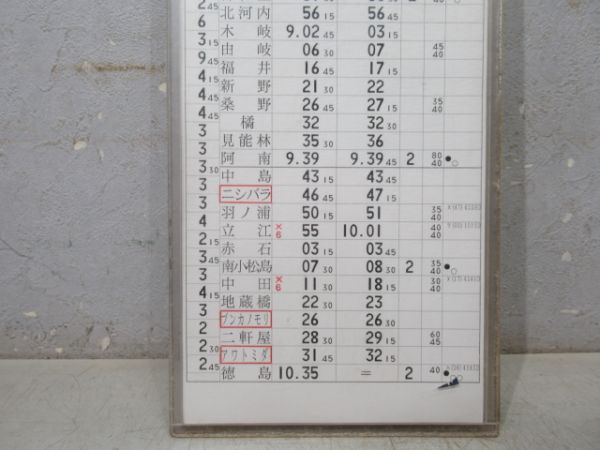 2 45 北河内 56 15 56 45
6 木岐 9.02 45 03 15
3 15 由岐 06 30 07 45 40
9 45 福井 16 45 17 15
4 15 新野 21 30 22
4 45 桑野 26 45 27 15 35 40
4 45 橘 32 32 30
3 見能林 35 30 36
3 阿南 9.39 9.39 45 2 80 40 ●○
3 30 中島 43 15 43 45
3 ニシバラ 46 45 47 15
3 羽ノ浦 50 15 51 35 40
4 立江 ×6 55 10.01 40 40
2 15 赤石 03 15 03 45
3 南小松島 07 30 08 30 2 35 40 ●○
3 中田 ×6 11 30 18 15 30 40
4 15 地蔵橋 22 30 23
3 ブンカノモリ 26 26 30
2 二軒屋 28 30 29 15 60 45
2 30 アワトミダ 31 45 32 15
2 45 徳島 10.35 = 2 40 ●